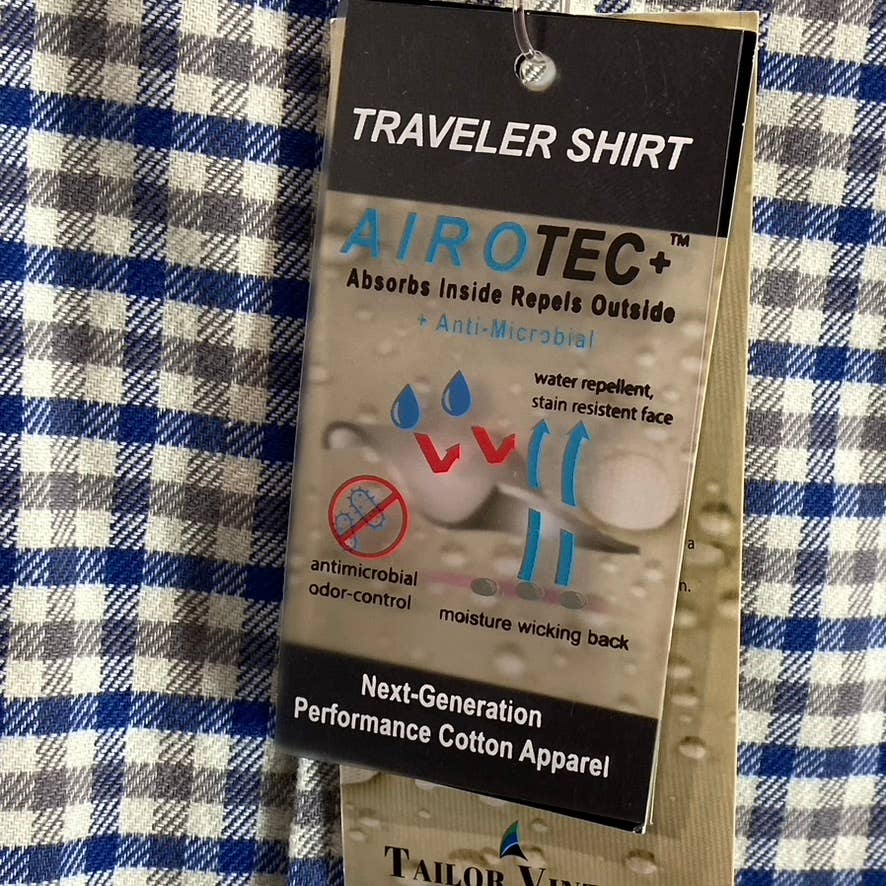 TRAVELER SHIRT
AIROTEC+™
Absorbs Inside Repels Outside
+ Anti-Microbial
water repellent,
stain resistent face
antimicrobial
odor-control
moisture wicking back
Next-Generation
Performance Cotton Apparel
a
n.
TAILOR